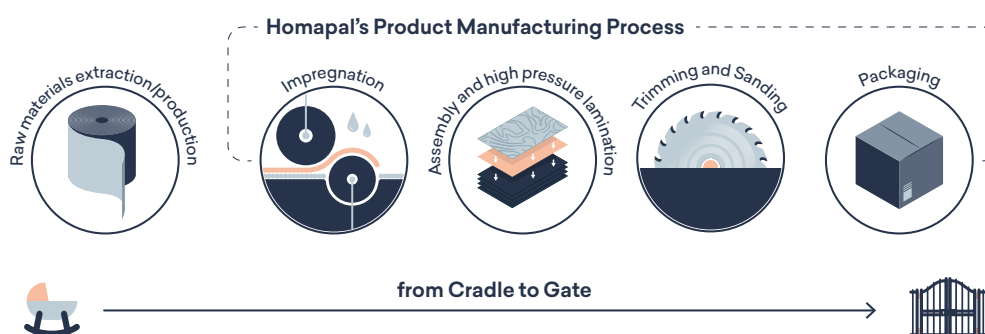 Homapal's Product Manufacturing Process
Raw materials extraction/production
Impregnation
Assembly and high pressure lamination
Trimming and Sanding
Packaging
from Cradle to Gate